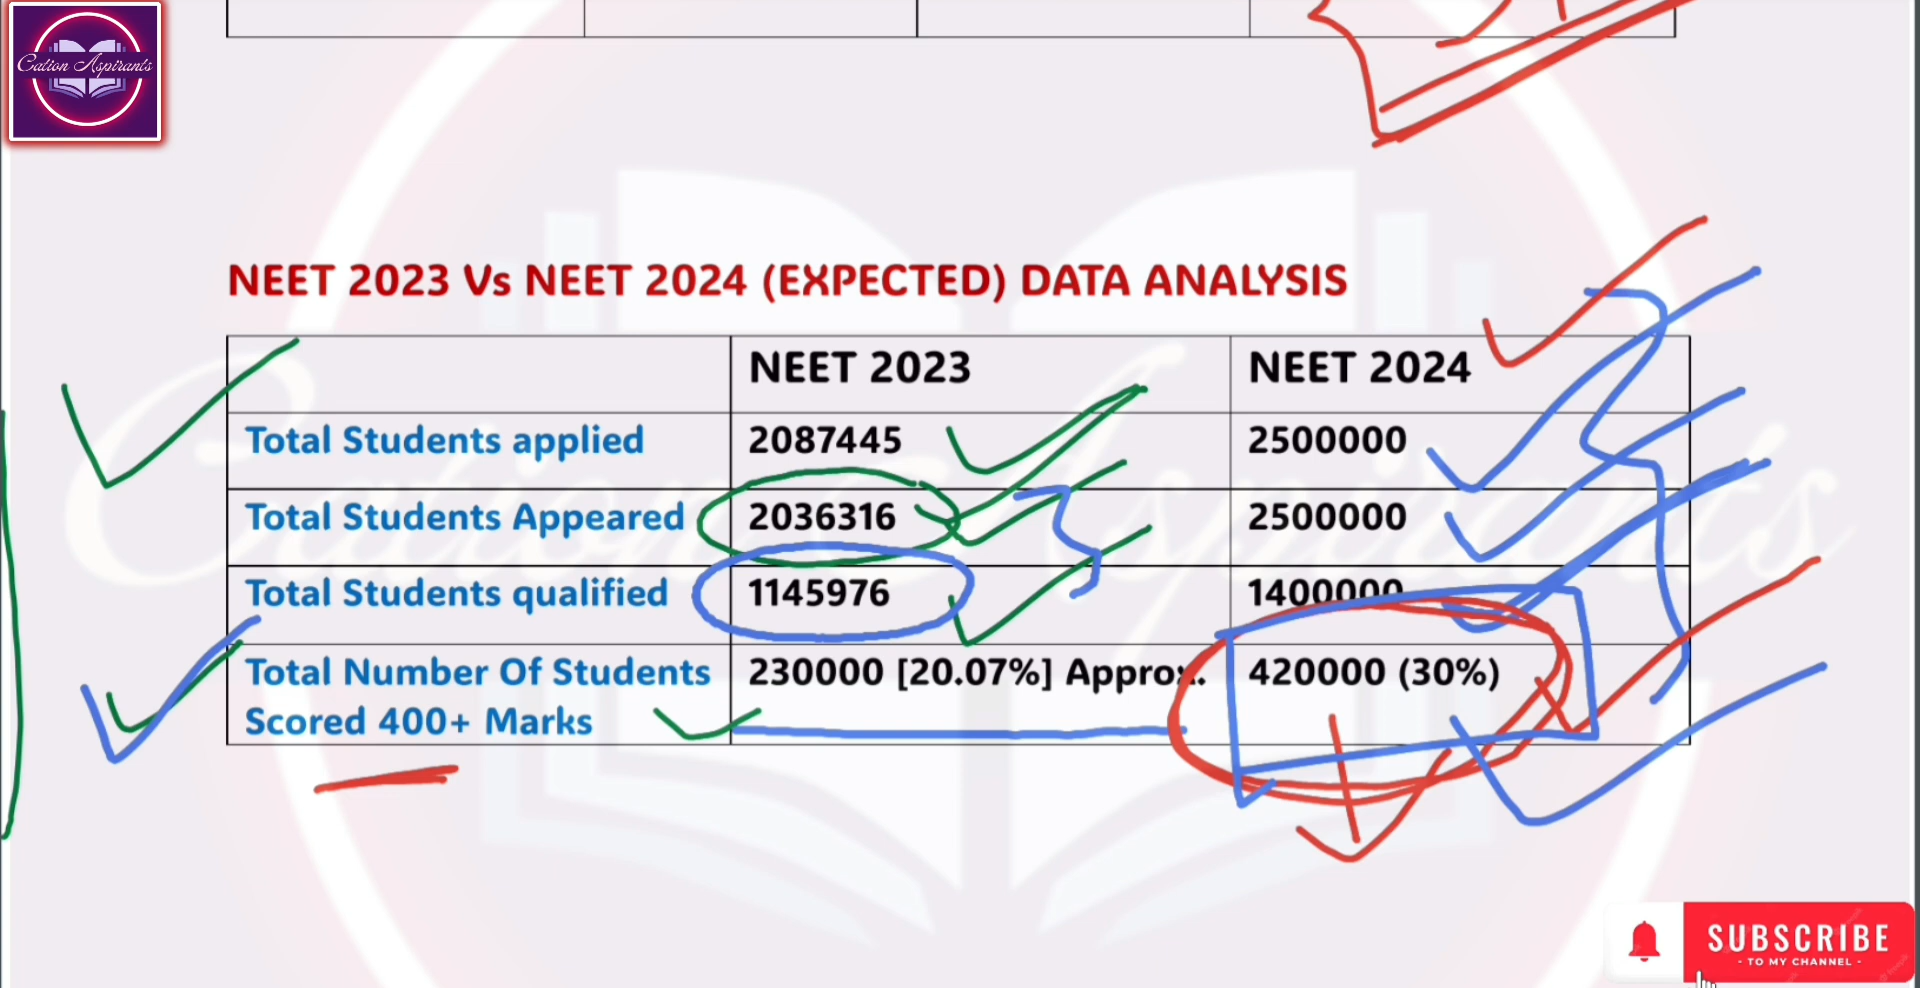 Cation Aspirants
NEET 2023 Vs NEET 2024 (EXPECTED) DATA ANALYSIS
NEET 2023 NEET 2024
Total Students applied 2087445 2500000
Total Students Appeared 2036316 2500000
Total Students qualified 1145976 1400000
Total Number Of Students 230000 [20.07%] Approx. 420000 (30%)
Scored 400+ Marks
Cation Aspirants
SUBSCRIBE
- TO MY CHANNEL -